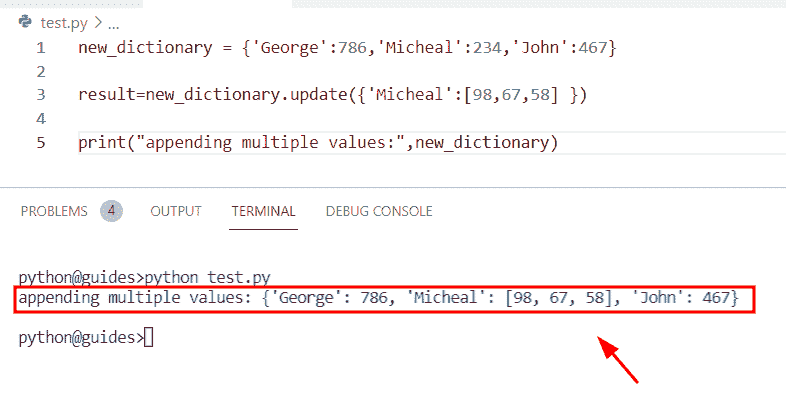 test.py > ...
1 new_dictionary = {'George':786,'Micheal':234,'John':467}
2
3 result=new_dictionary.update({'Micheal':[98,67,58] })
4
5 print("appending multiple values:",new_dictionary)
PROBLEMS 4 OUTPUT TERMINAL DEBUG CONSOLE
python@guides>python test.py
appending multiple values: {'George': 786, 'Micheal': [98, 67, 58], 'John': 467}
python@guides>